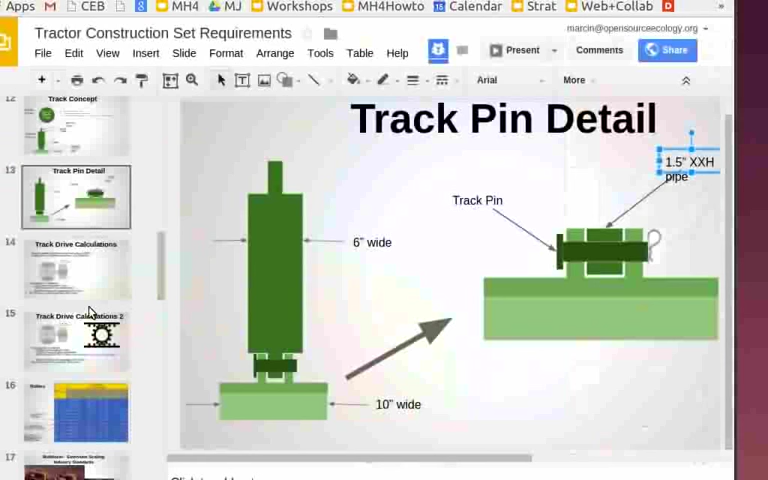 Apps M CEB MH4 MJ Workshops MH4Howto Calendar Strat Web+Collab D
Tractor Construction Set Requirements
marcin@opensourceecology.org
File Edit View Insert Slide Format Arrange Tools Table Help
Present Comments Share
Arial More
12
Track Concept
13
Track Pin Detail
14
Track Drive Calculations
15
Track Drive Calculations 2
16
17
Track Pin Detail
1.5" XXH
pipe
Track Pin
6" wide
10" wide